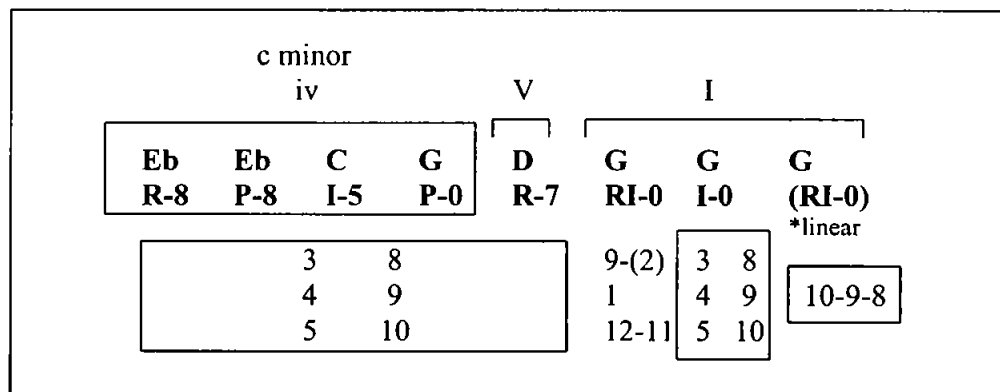 c minor
iv V I
Eb Eb C G D G G G
R-8 P-8 I-5 P-0 R-7 RI-0 I-0 (RI-0)
*linear
3 8 9-(2) 3 8
4 9 1 4 9 10-9-8
5 10 12-11 5 10